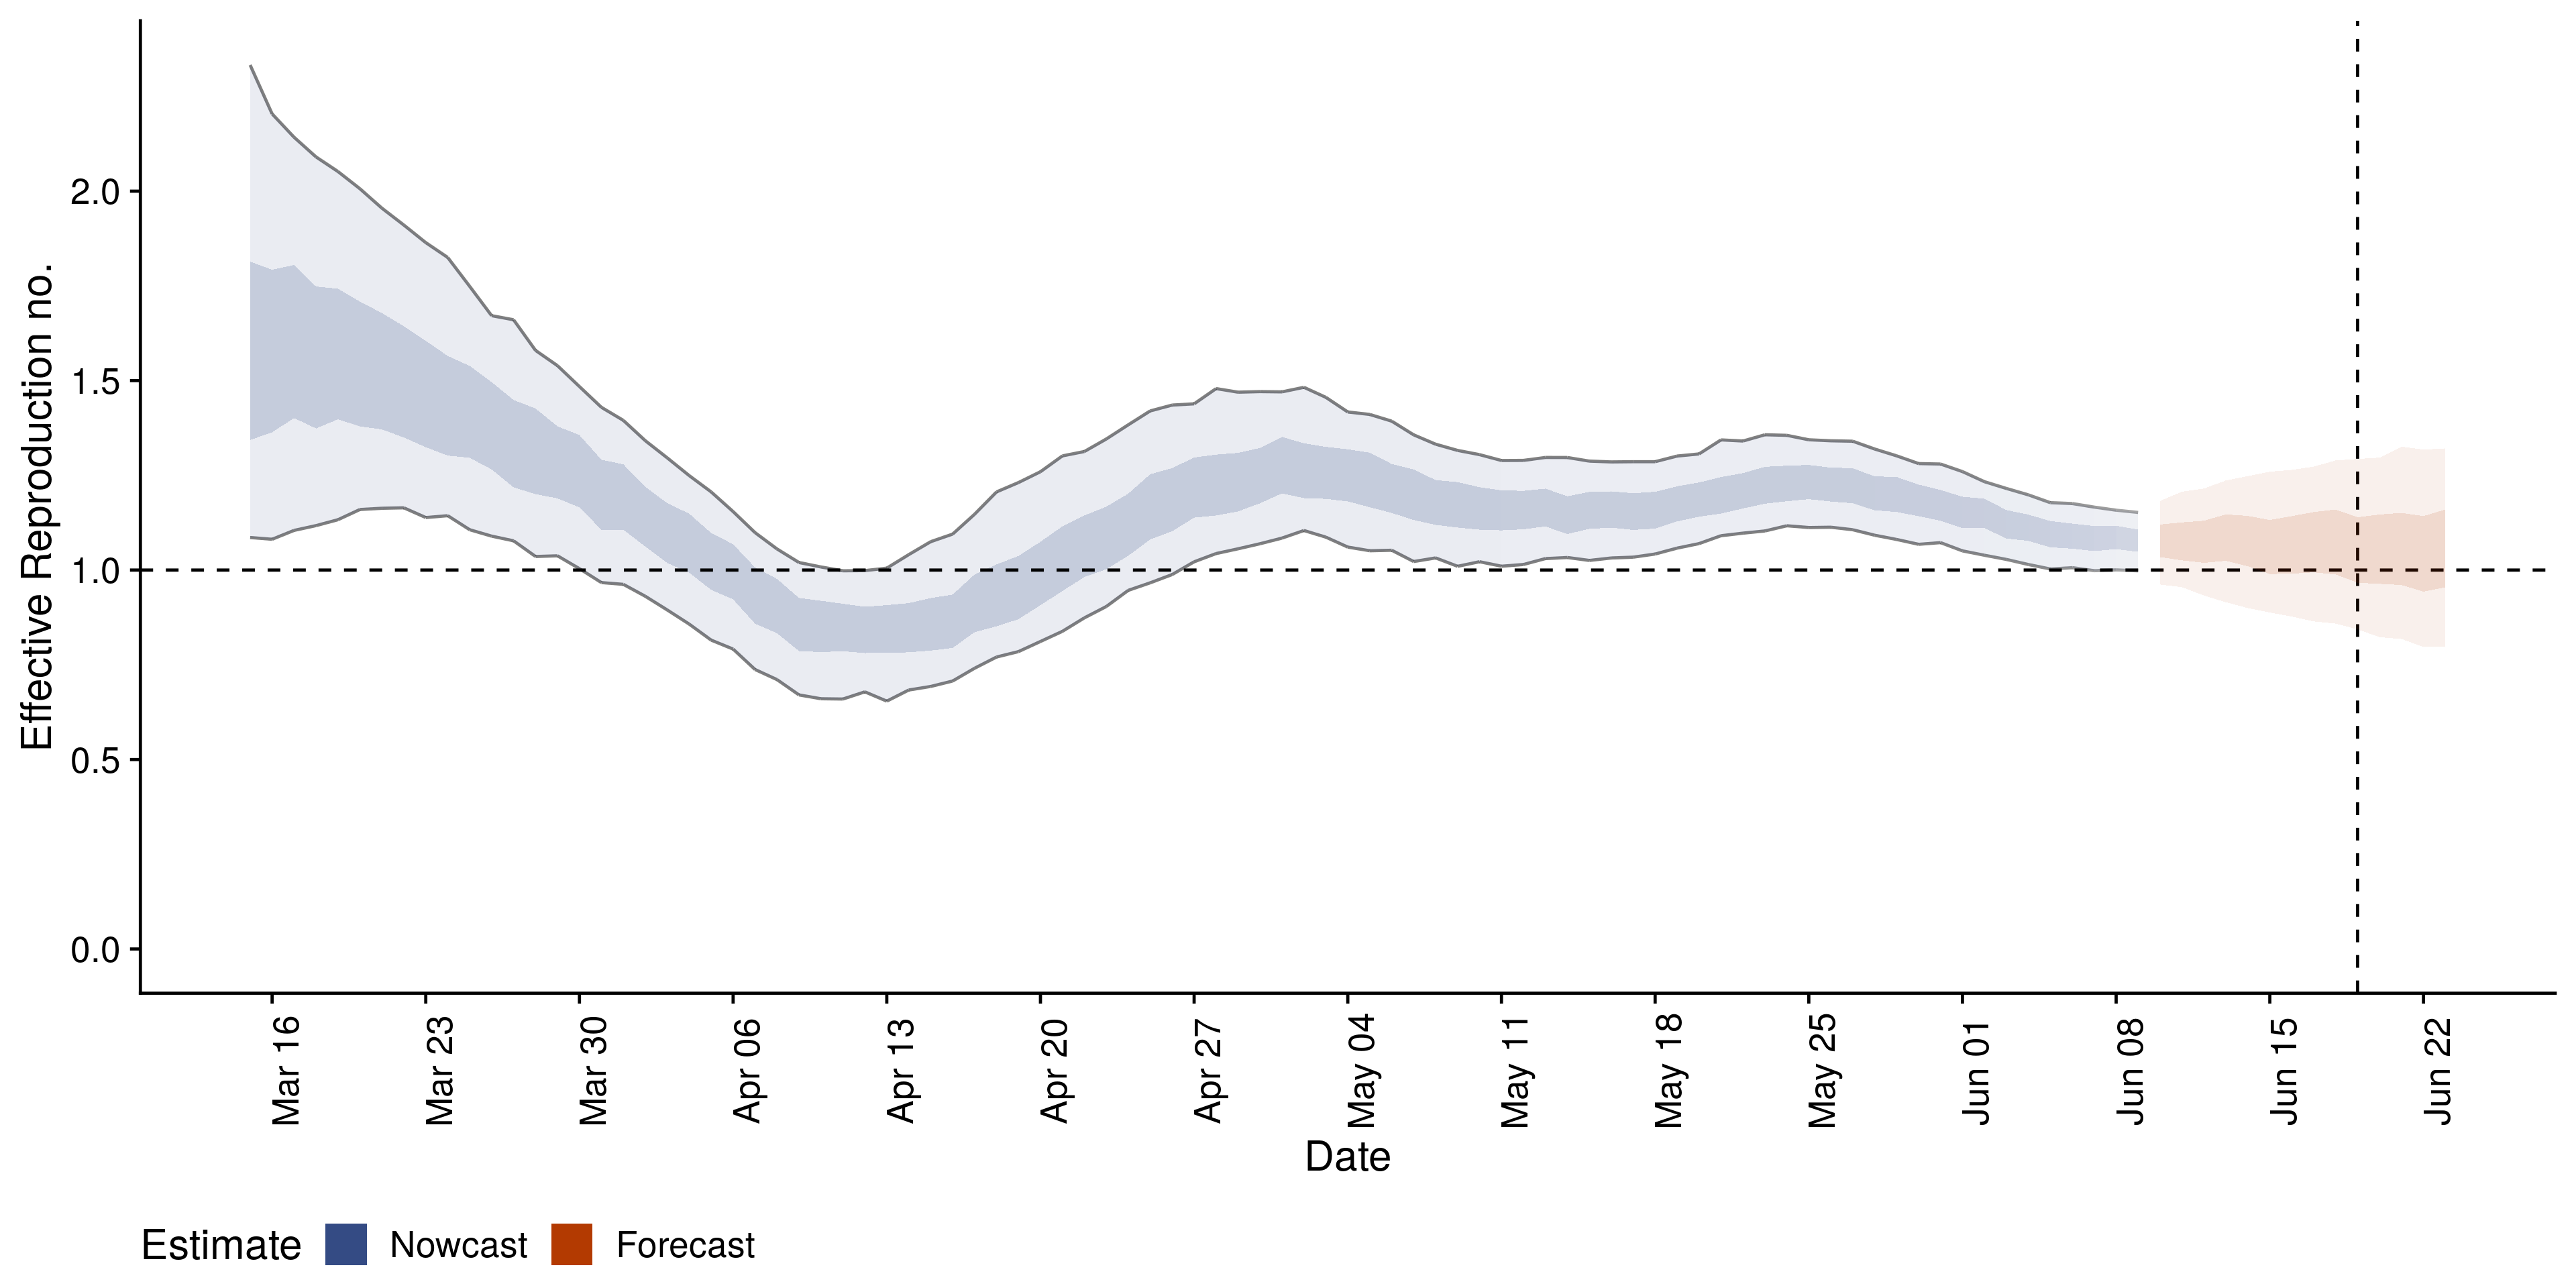 Effective Reproduction no.
2.0
1.5
1.0
0.5
0.0
Mar 16
Mar 23
Mar 30
Apr 06
Apr 13
Apr 20
Apr 27
May 04
May 11
May 18
May 25
Jun 01
Jun 08
Jun 15
Jun 22
Date
Estimate Nowcast Forecast